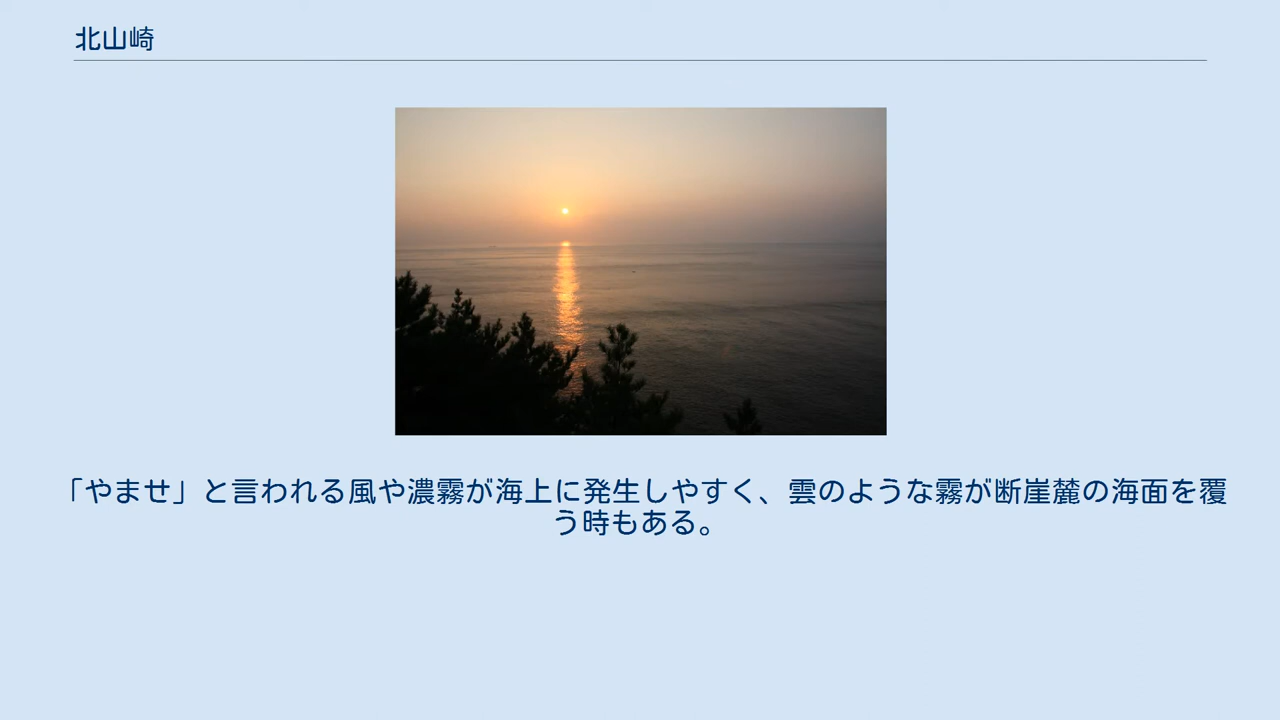 北山崎
「やませ」と言われる風や濃霧が海上に発生しやすく、雲のような霧が断崖麓の海面を覆
う時もある。